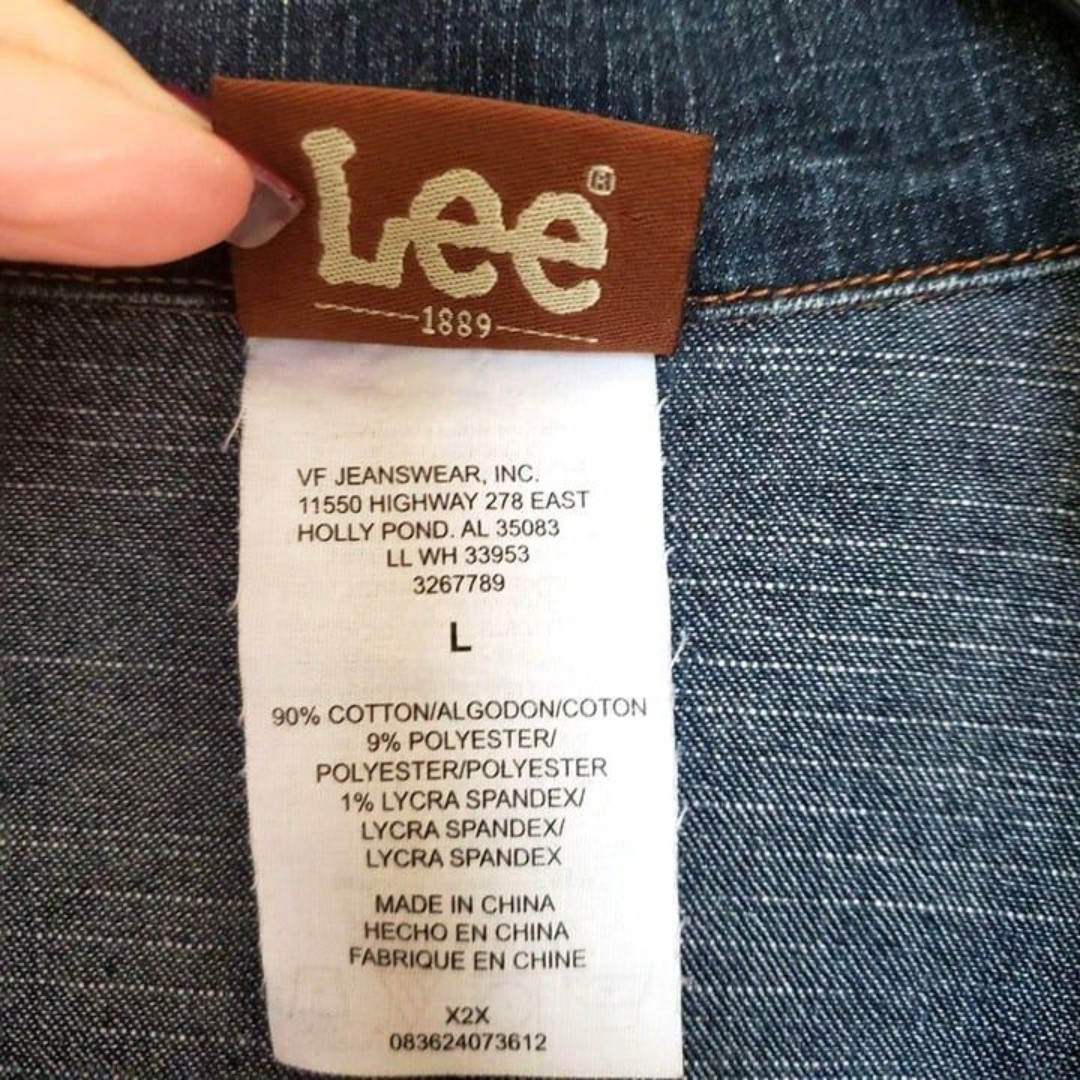 Lee®
1889
VF JEANSWEAR, INC.
11550 HIGHWAY 278 EAST
HOLLY POND. AL 35083
LL WH 33953
3267789
L
90% COTTON/ALGODON/COTON
9% POLYESTER/
POLYESTER/POLYESTER
1% LYCRA SPANDEX/
LYCRA SPANDEX/
LYCRA SPANDEX
MADE IN CHINA
HECHO EN CHINA
FABRIQUE EN CHINE
X2X
083624073612